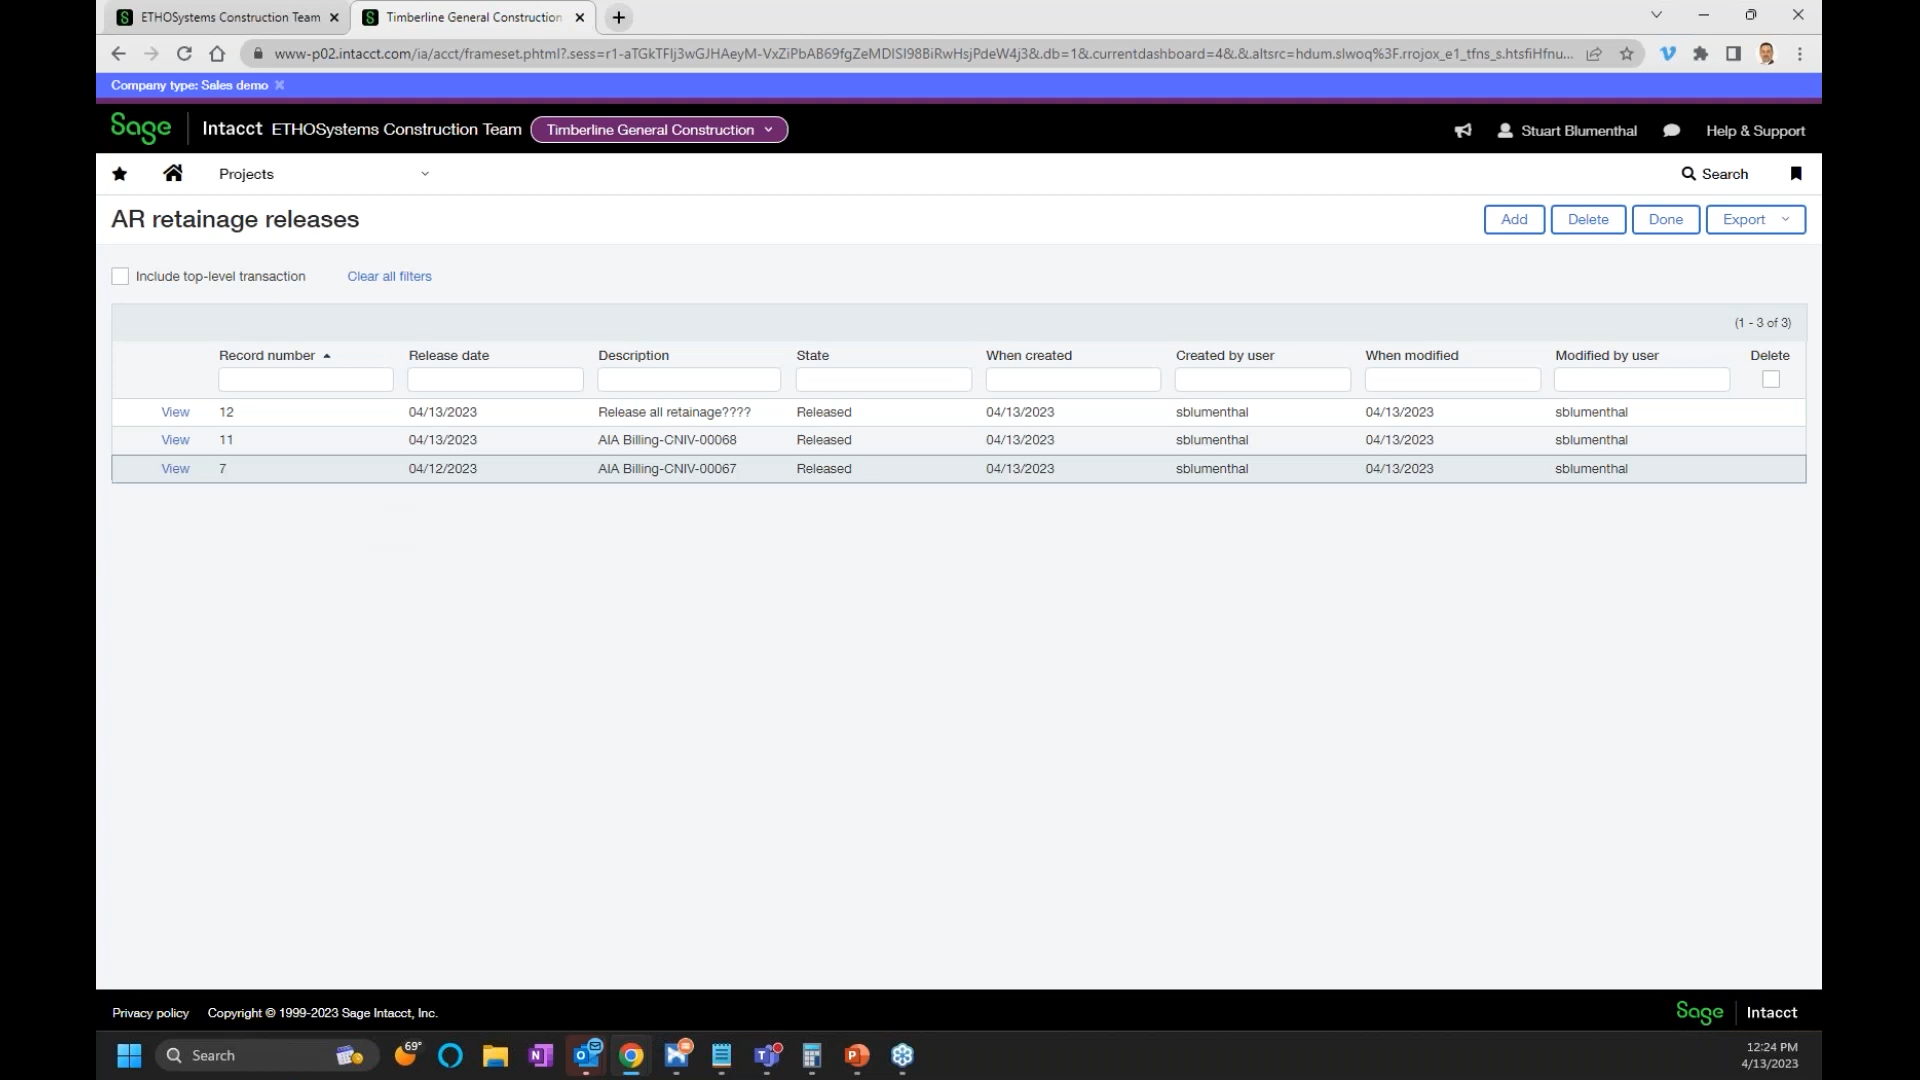 ETHOSystems Construction Team
Timberline General Construction
www-p02.intacct.com/ia/acct/frameset.phtml?.sess=r1-aTGkTFlj3wGJHAeyM-VxZiPbAB69fgZeMDISI98BiRwHsjPdeW4j3&.db=1&.currentdashboard=4&.&.altsrc=hdum.slwoq%3F.rrojox_e1_tfns_s.htsfiHfnu...
Company type: Sales demo
Sage Intacct ETHOSystems Construction Team Timberline General Construction
Stuart Blumenthal Help & Support
Projects
Search
AR retainage releases
Add Delete Done Export
Include top-level transaction Clear all filters
(1 - 3 of 3)
Record number Release date Description State When created Created by user When modified Modified by user Delete
View 12 04/13/2023 Release all retainage???? Released 04/13/2023 sblumenthal 04/13/2023 sblumenthal
View 11 04/13/2023 AIA Billing-CNIV-00068 Released 04/13/2023 sblumenthal 04/13/2023 sblumenthal
View 7 04/12/2023 AIA Billing-CNIV-00067 Released 04/13/2023 sblumenthal 04/13/2023 sblumenthal
Privacy policy Copyright © 1999-2023 Sage Intacct, Inc.
Sage Intacct
Search
69°
12:24 PM
4/13/2023